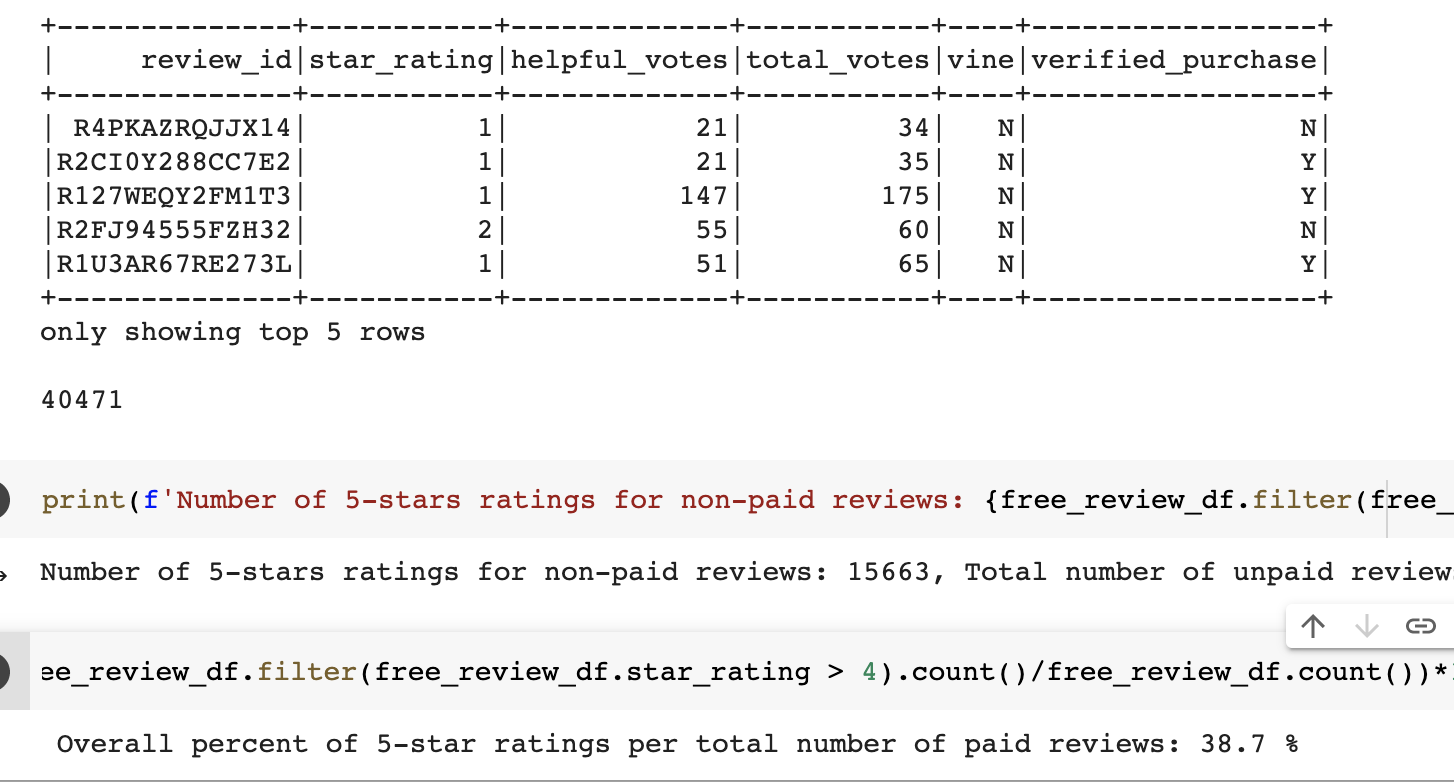 +--------------+-----------+-------------+-----------+----+-----------------+
|     review_id|star_rating|helpful_votes|total_votes|vine|verified_purchase|
+--------------+-----------+-------------+-----------+----+-----------------+
| R4PKAZRQJJX14|          1|           21|         34|   N|                N|
|R2CI0Y288CC7E2|          1|           21|         35|   N|                Y|
|R127WEQY2FM1T3|          1|          147|        175|   N|                Y|
|R2FJ94555FZH32|          2|           55|         60|   N|                N|
|R1U3AR67RE273L|          1|           51|         65|   N|                Y|
+--------------+-----------+-------------+-----------+----+-----------------+
only showing top 5 rows
40471
print(f'Number of 5-stars ratings for non-paid reviews: {free_review_df.filter(free_
Number of 5-stars ratings for non-paid reviews: 15663, Total number of unpaid review
ee_review_df.filter(free_review_df.star_rating > 4).count()/free_review_df.count())*
Overall percent of 5-star ratings per total number of paid reviews: 38.7 %